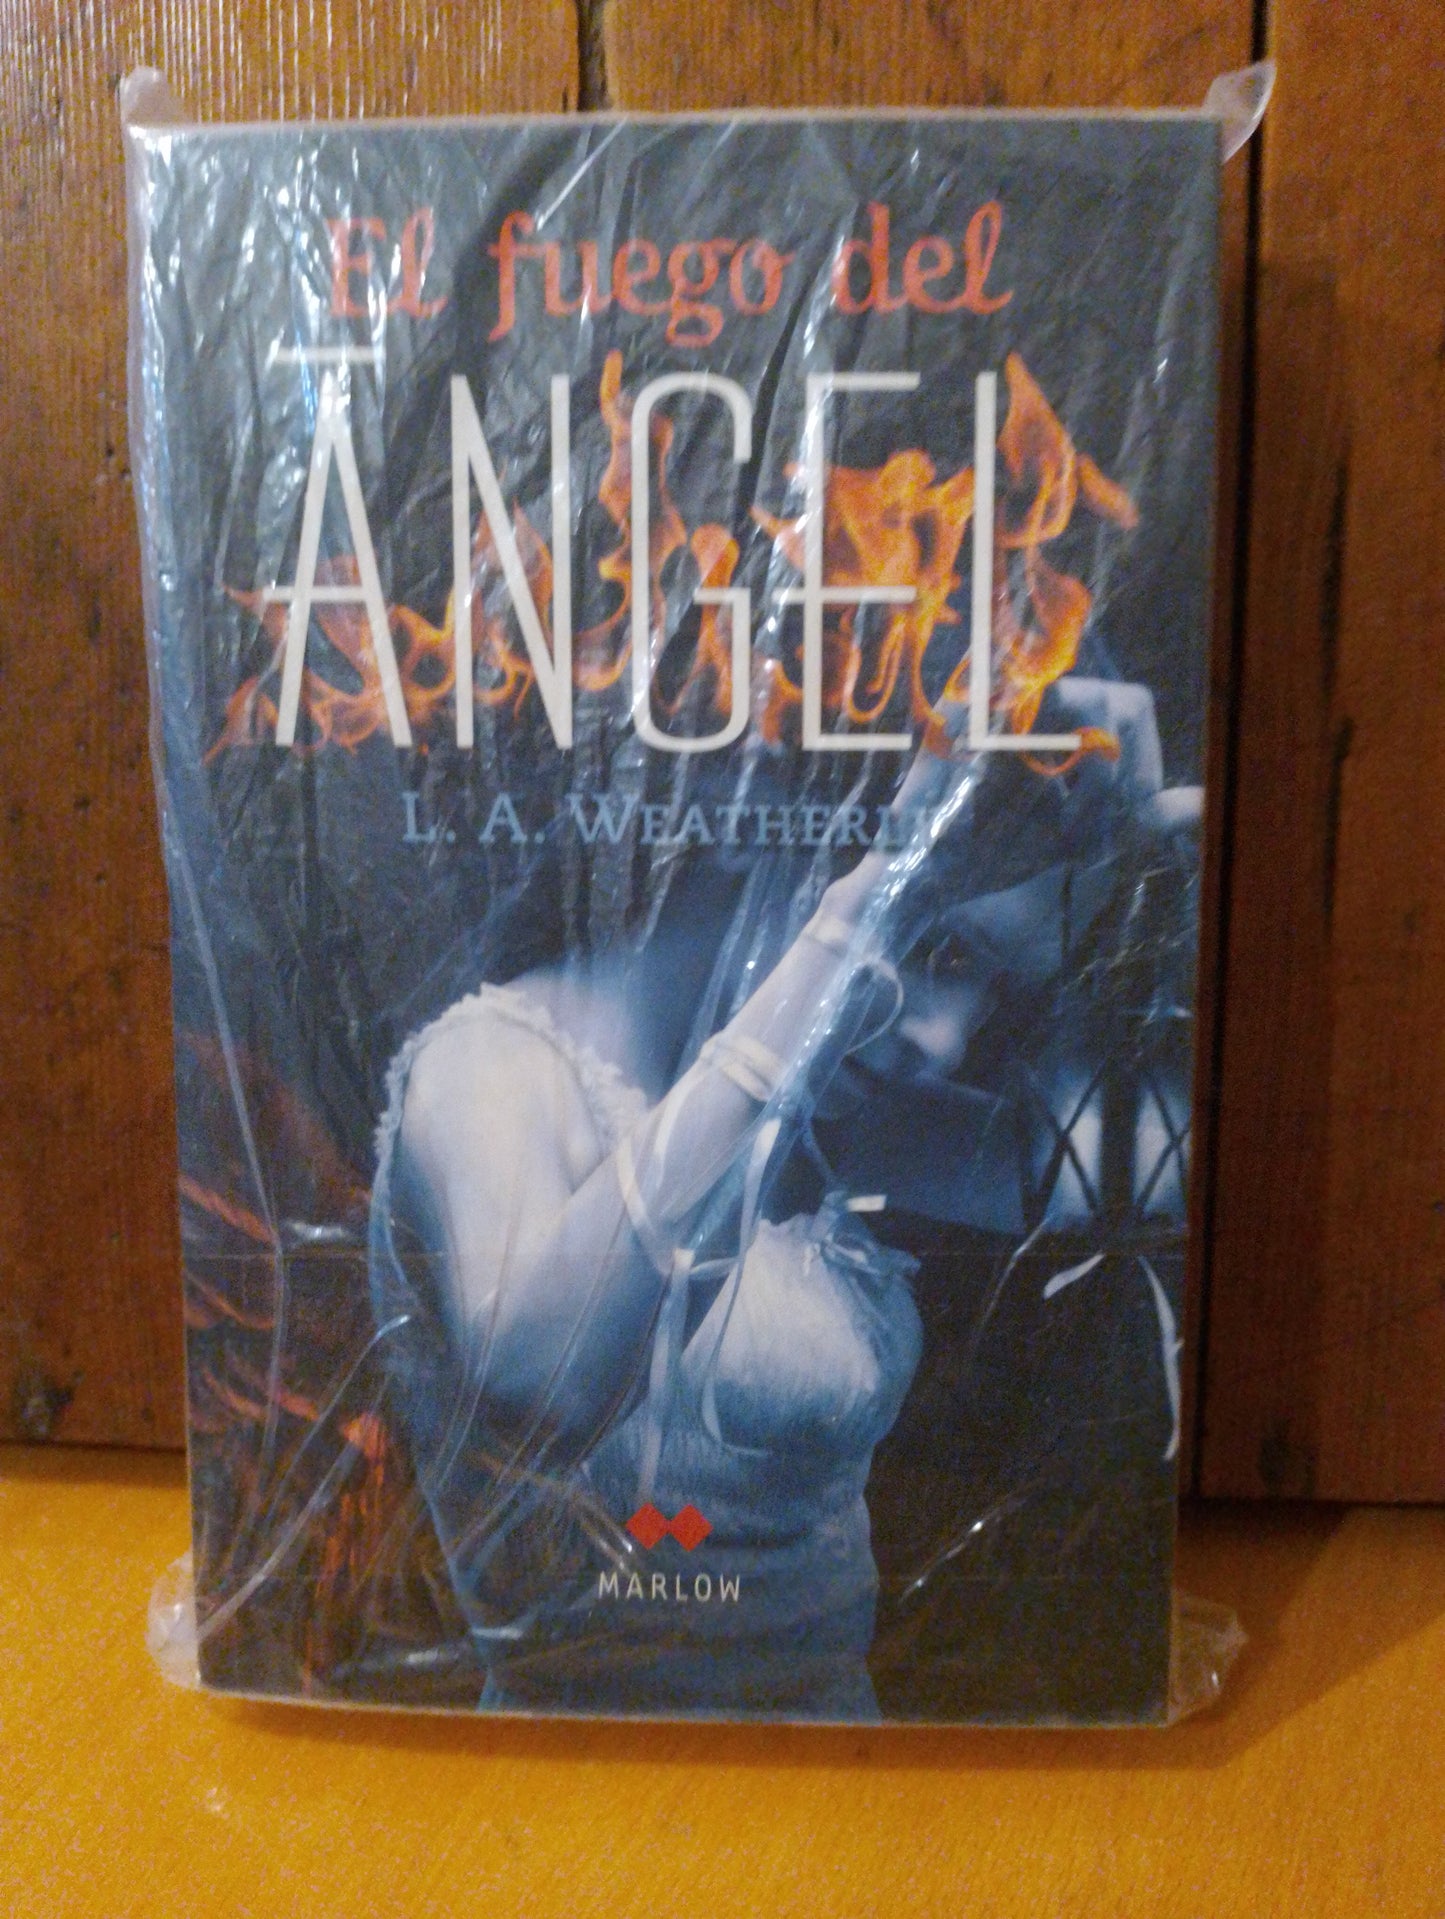 El fuego del
ÁNGEL
L. A. WEATHERLY
MARLOW